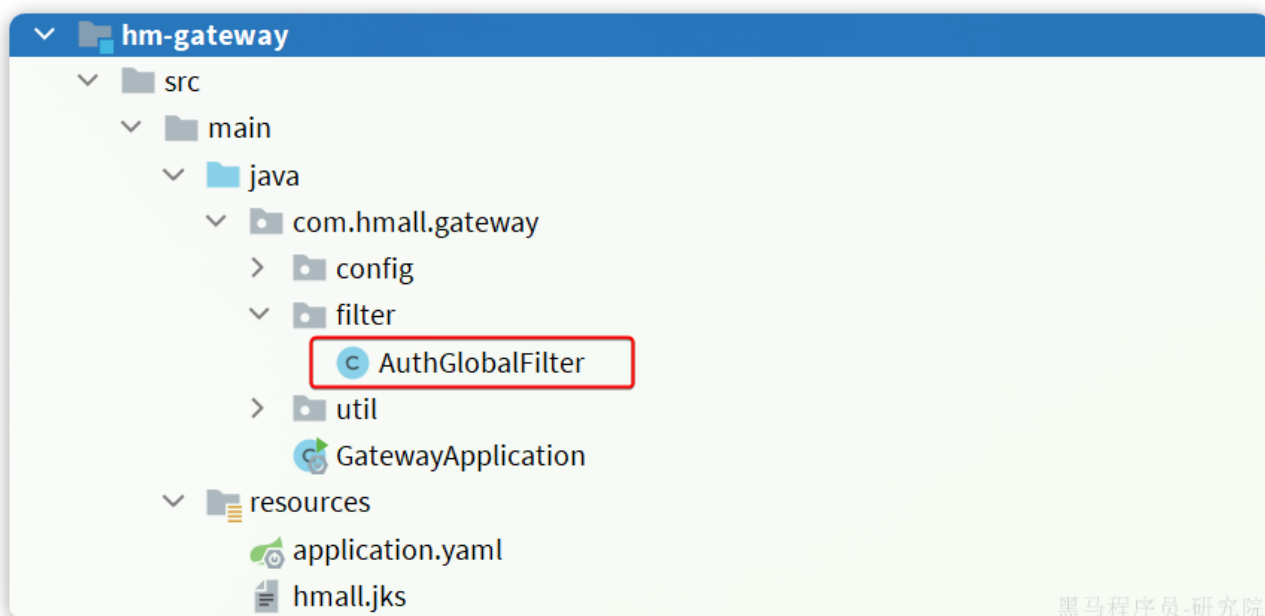 hm-gateway
src
main
java
com.hmall.gateway
config
filter
C AuthGlobalFilter
util
GatewayApplication
resources
application.yaml
hmall.jks
黑马程序员-研究院